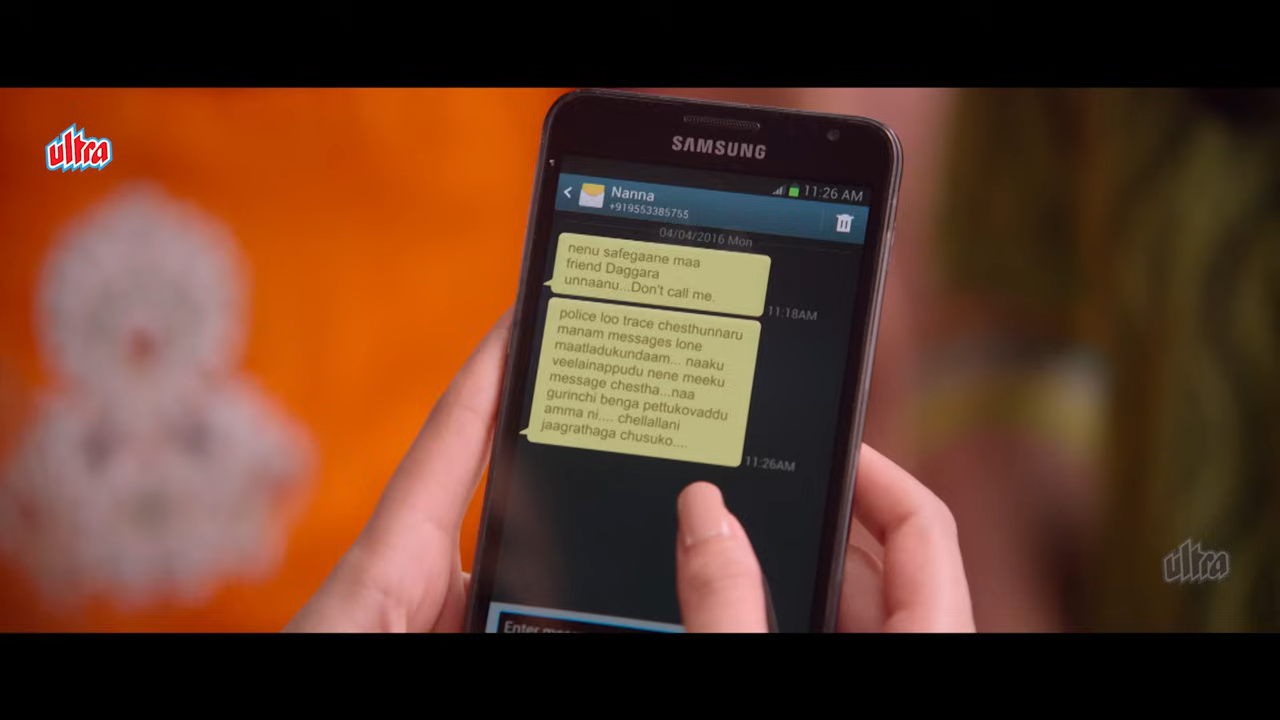 ultra
SAMSUNG
11:26 AM
Nanna
+919553385755
04/04/2016 Mon
nenu safegaane maa
friend Daggara
unnaanu...Don't call me.
11:18AM
police loo trace chesthunnaru
manam messages lone
maatladukundaam... naaku
veelainappudu nene meeku
message chestha...naa
gurinchi benga pettukovaddu
amma ni.... chellallani
jaagrathaga chusuko....
11:26AM
Enter
ultra